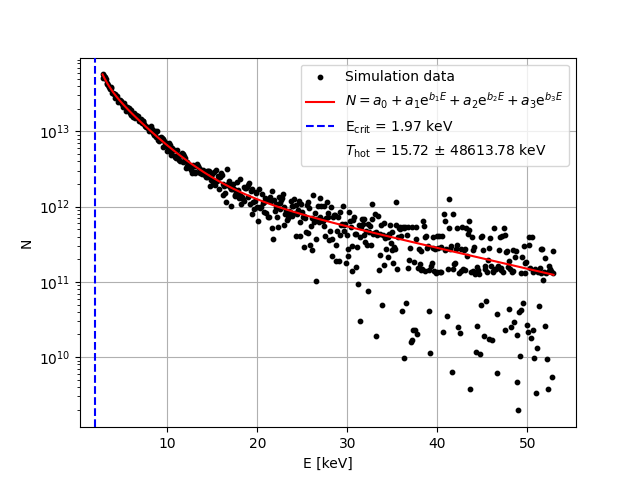 Simulation data
N = a₀ + a₁e^{b₁E} + a₂e^{b₂E} + a₃e^{b₃E}
E_crit = 1.97 keV
T_hot = 15.72 ± 48613.78 keV
10¹³
10¹²
10¹¹
10¹⁰
N
10 20 30 40 50
E [keV]